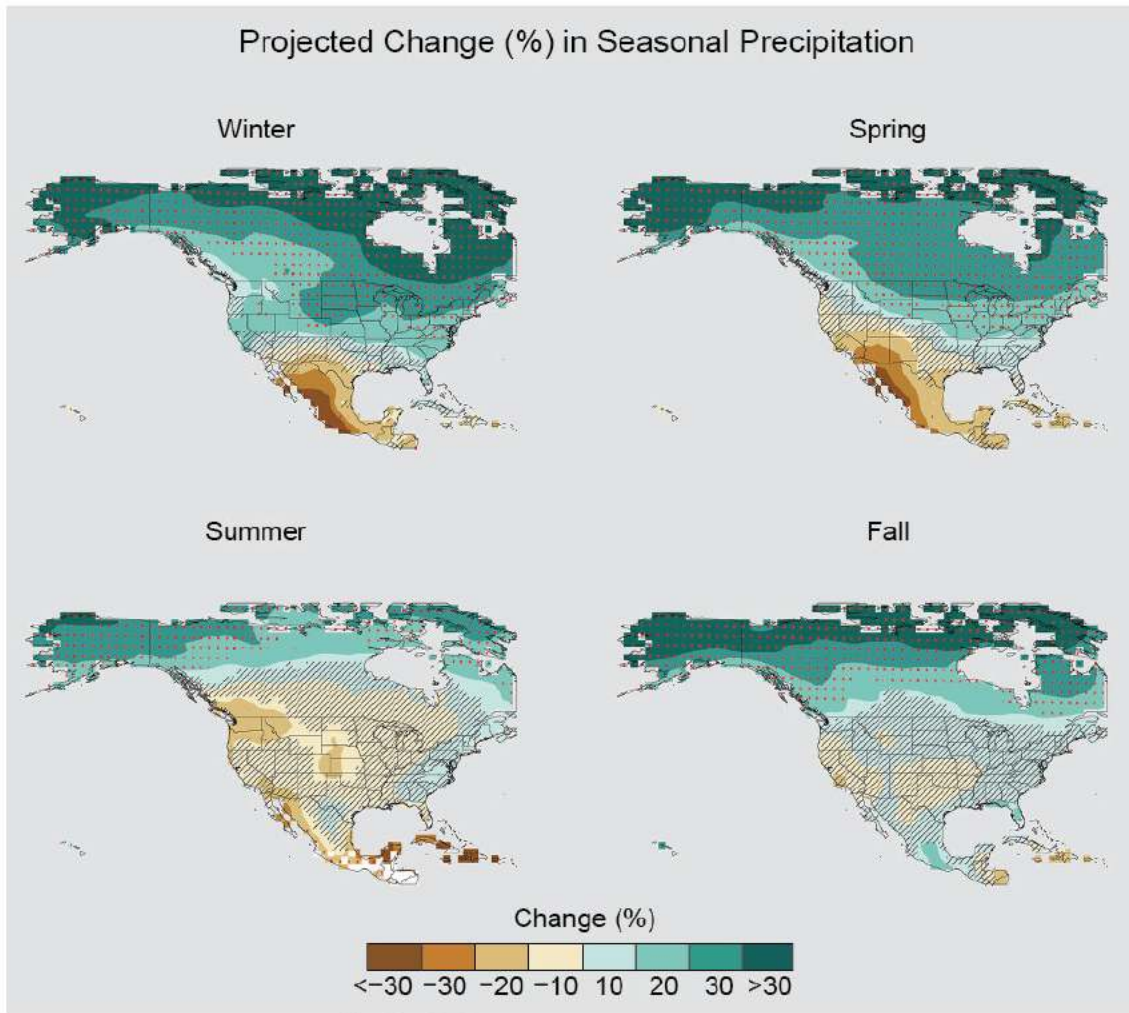 Projected Change (%) in Seasonal Precipitation
Winter
Spring
Summer
Fall
Change (%)
<−30 −30 −20 −10 10 20 30 >30